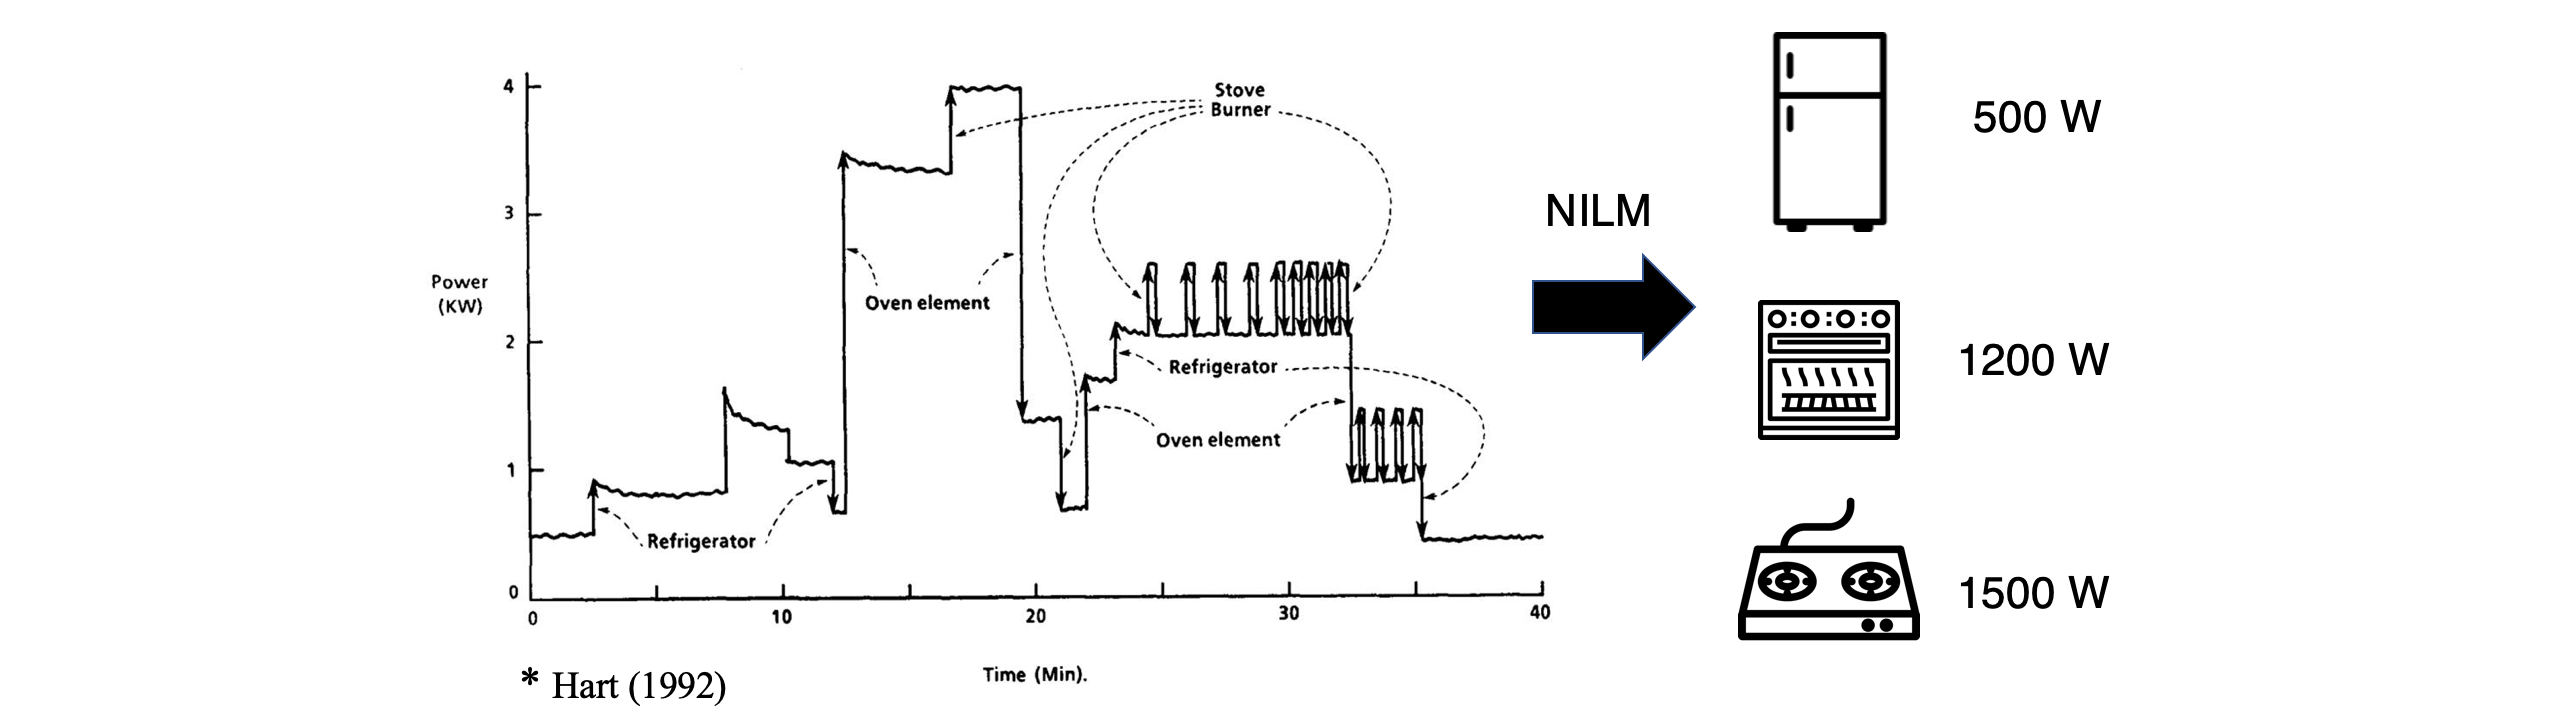 4
3
Power
(KW)
2
1
0
0
10
20
30
40
Time (Min).
Stove
Burner
Oven element
Refrigerator
Oven element
Refrigerator
* Hart (1992)
NILM
500 W
1200 W
1500 W